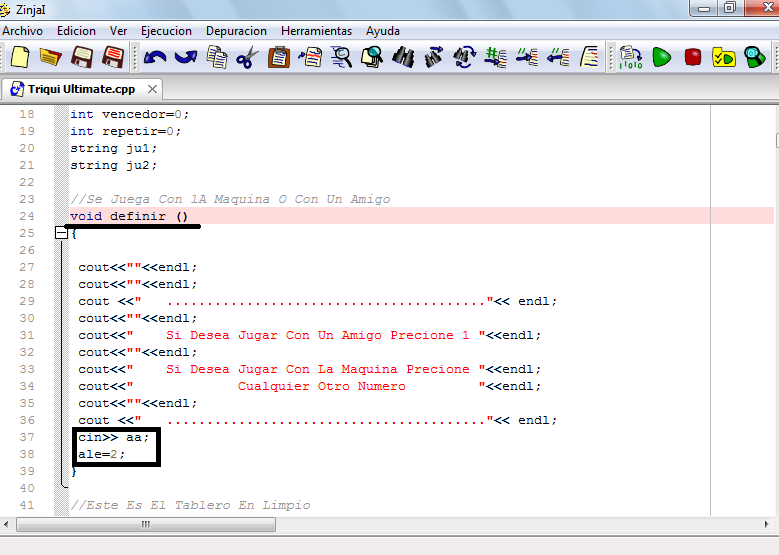 ZinjaI
Archivo Edicion Ver Ejecucion Depuracion Herramientas Ayuda
Triqui Ultimate.cpp
18 int vencedor=0;
19 int repetir=0;
20 string ju1;
21 string ju2;
22
23 //Se Juega Con lA Maquina O Con Un Amigo
24 void definir ()
25 {
26
27 cout<<""<<endl;
28 cout<<""<<endl;
29 cout <<"    ........................................"<< endl;
30 cout<<""<<endl;
31 cout<<"    Si Desea Jugar Con Un Amigo Precione 1 "<<endl;
32 cout<<""<<endl;
33 cout<<"    Si Desea Jugar Con La Maquina Precione "<<endl;
34 cout<<"             Cualquier Otro Numero         "<<endl;
35 cout<<""<<endl;
36 cout <<"    ........................................"<< endl;
37 cin>> aa;
38 ale=2;
39 }
40
41 //Este Es El Tablero En Limpio